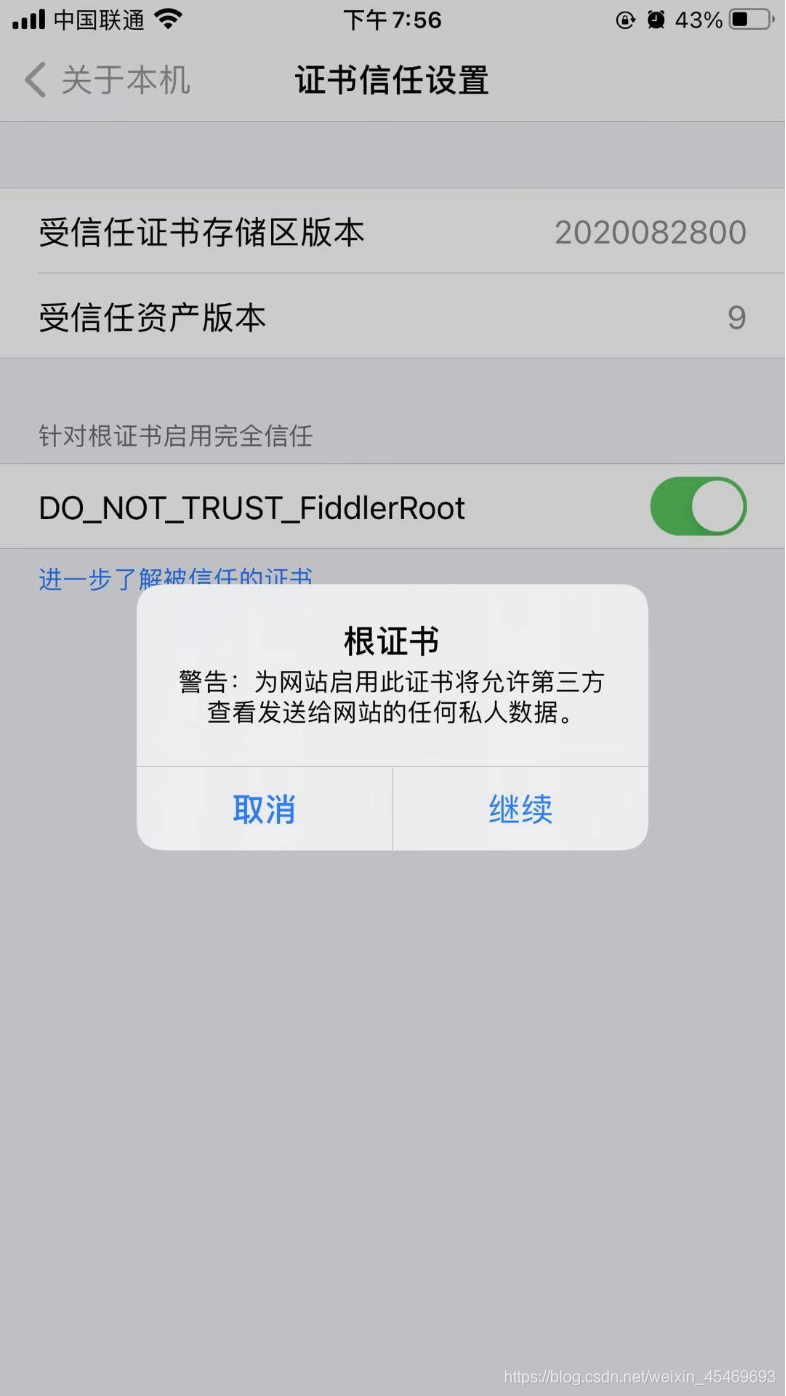 中国联通 下午7:56 43%
关于本机 证书信任设置
受信任证书存储区版本 2020082800
受信任资产版本 9
针对根证书启用完全信任
DO_NOT_TRUST_FiddlerRoot
进一步了解被信任的证书
根证书
警告：为网站启用此证书将允许第三方
查看发送给网站的任何私人数据。
取消 继续
https://blog.csdn.net/weixin_45469693